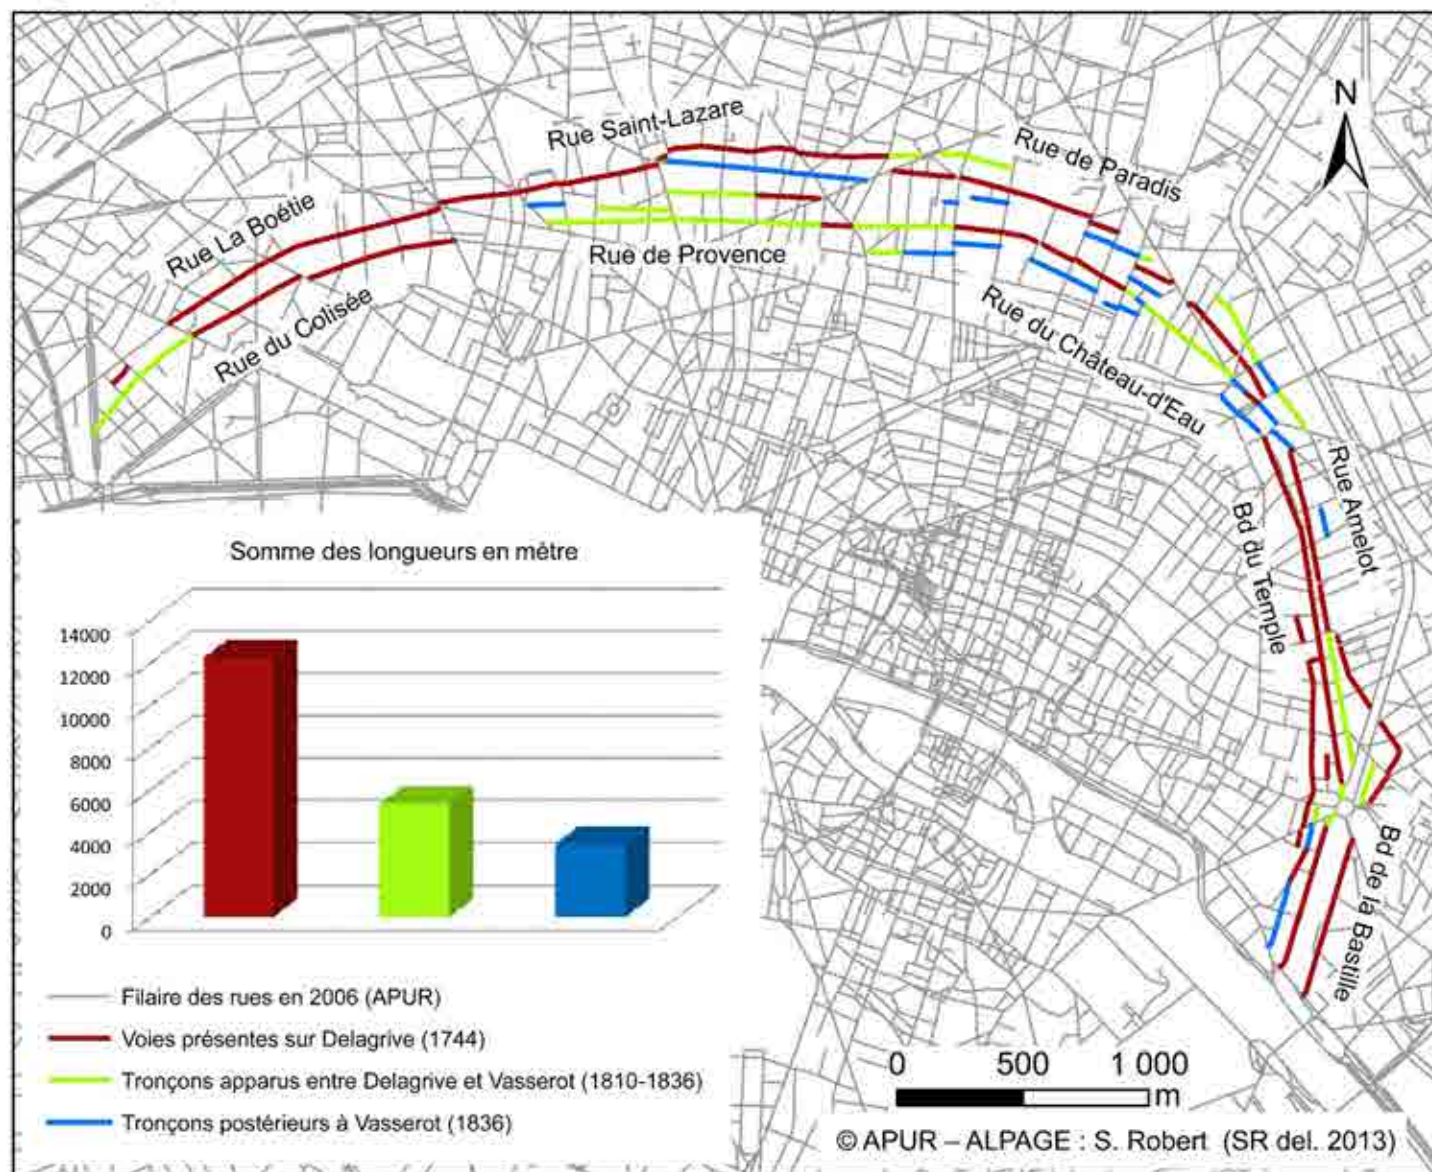 N
Rue Saint-Lazare
Rue de Paradis
Rue La Boétie
Rue de Provence
Rue du Colisée
Rue du Château-d'Eau
Rue Amelot
Bd du Temple
Bd de la Bastille
Somme des longueurs en mètre
14000
12000
10000
8000
6000
4000
2000
0
Filaire des rues en 2006 (APUR)
Voies présentes sur Delagrive (1744)
Tronçons apparus entre Delagrive et Vasserot (1810-1836)
Tronçons postérieurs à Vasserot (1836)
0 500 1 000
m
© APUR – ALPAGE : S. Robert (SR del. 2013)